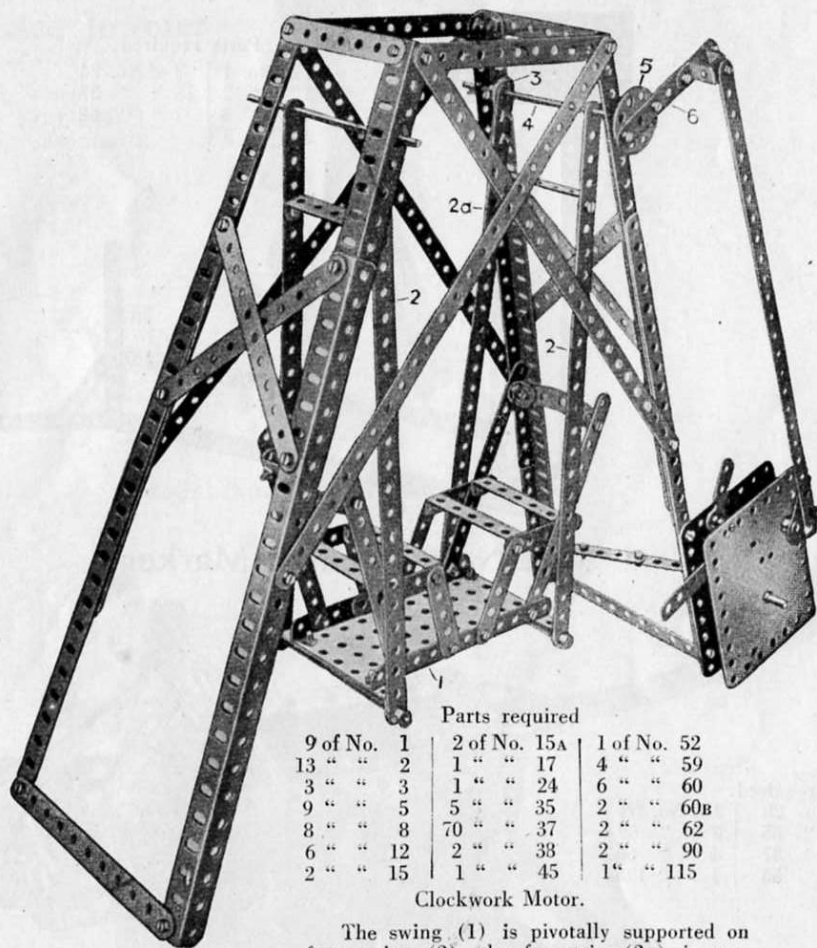 3
5
4
6
2a
2
2
1
Parts required
9 of No. 1 | 2 of No. 15A | 1 of No. 52
13 “ “ 2 | 1 “ “ 17 | 4 “ “ 59
3 “ “ 3 | 1 “ “ 24 | 6 “ “ 60
9 “ “ 5 | 5 “ “ 35 | 2 “ “ 60B
8 “ “ 8 | 70 “ “ 37 | 2 “ “ 62
6 “ “ 12 | 2 “ “ 38 | 2 “ “ 90
2 “ “ 15 | 1 “ “ 45 | 1 “ “ 115
Clockwork Motor.
The swing (1) is pivotally supported on